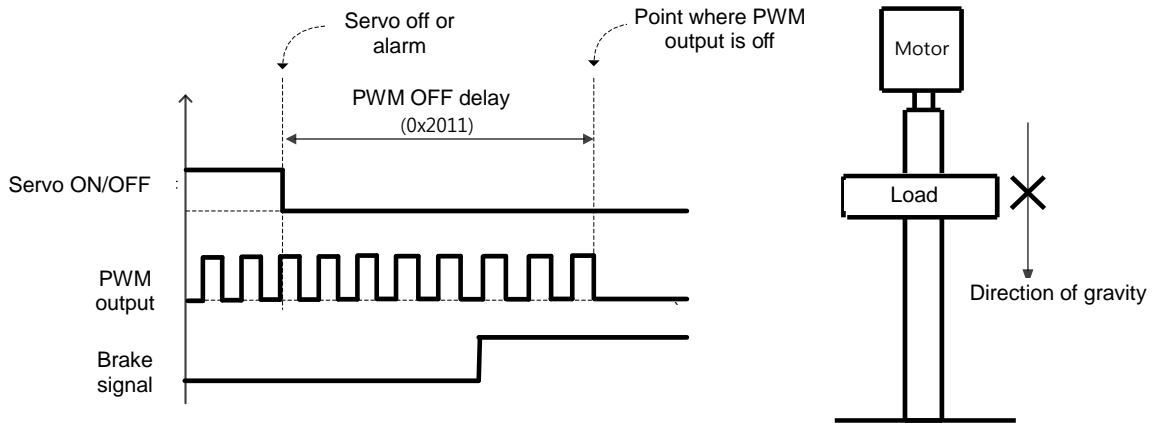 Servo off or
alarm
Point where PWM
output is off
PWM OFF delay
(0x2011)
Servo ON/OFF :
PWM
output
Brake
signal
Motor
Load
Direction of gravity